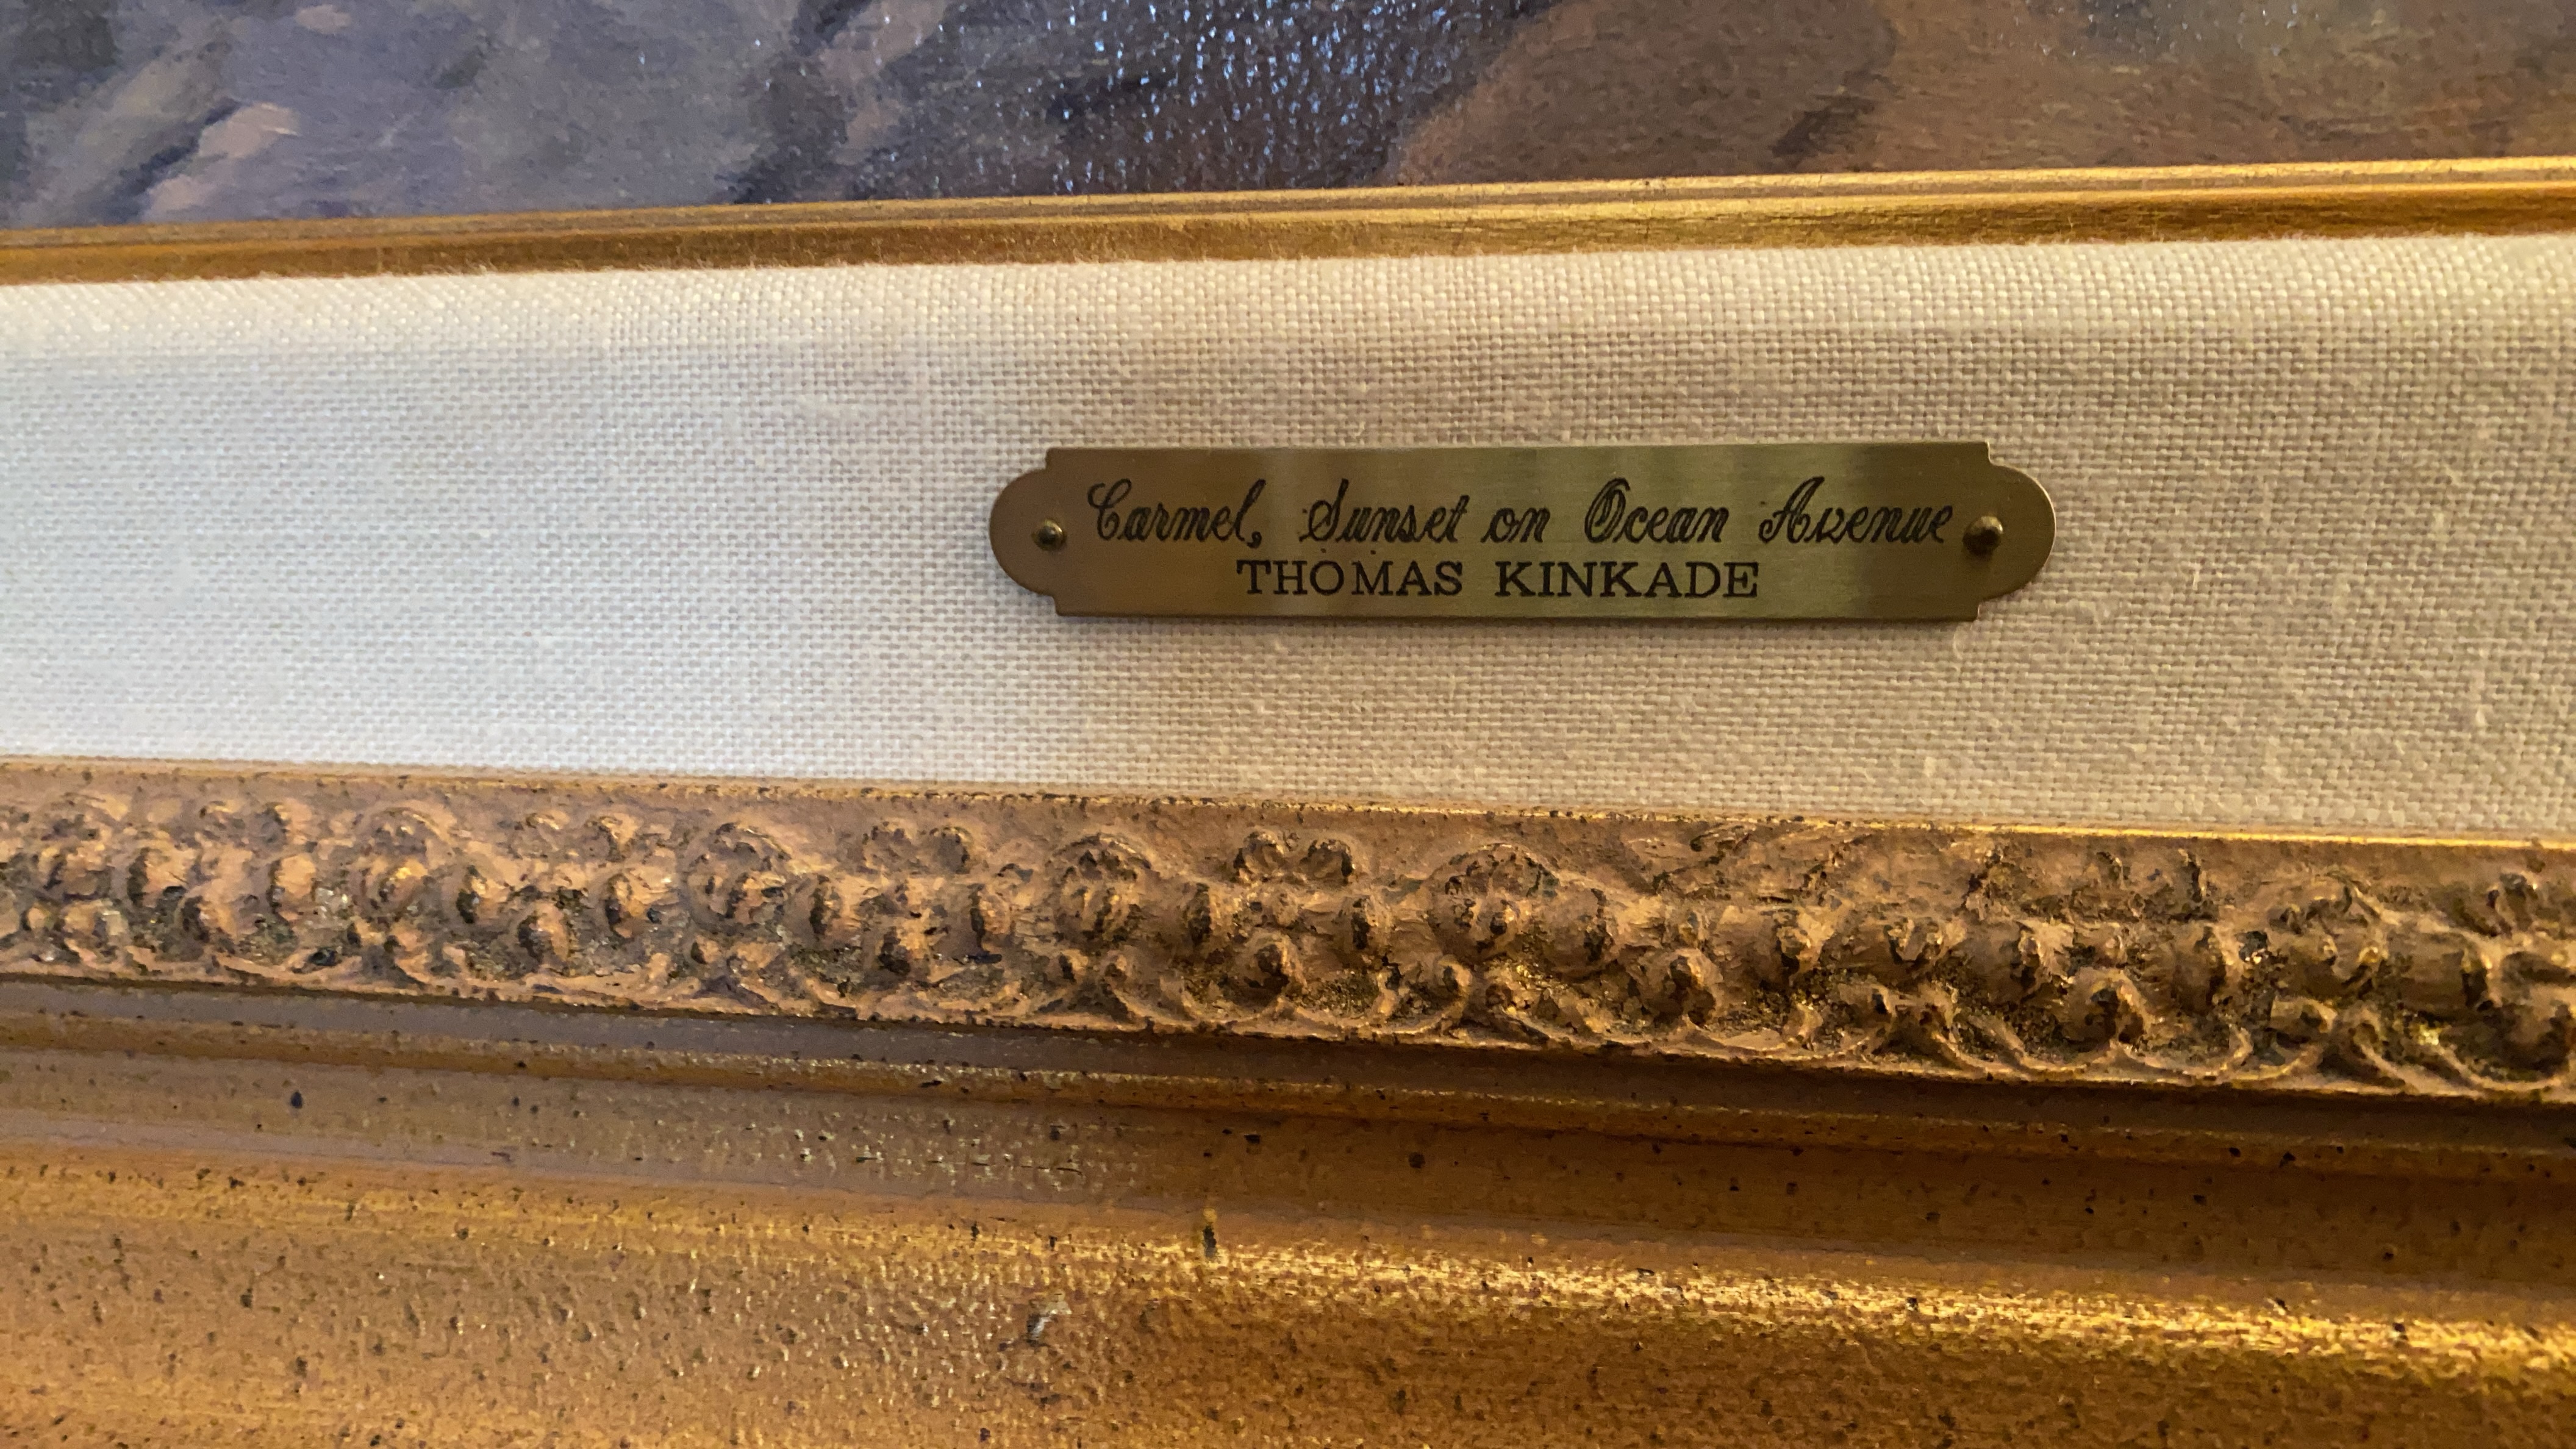 Carmel, Sunset on Ocean Avenue
THOMAS KINKADE